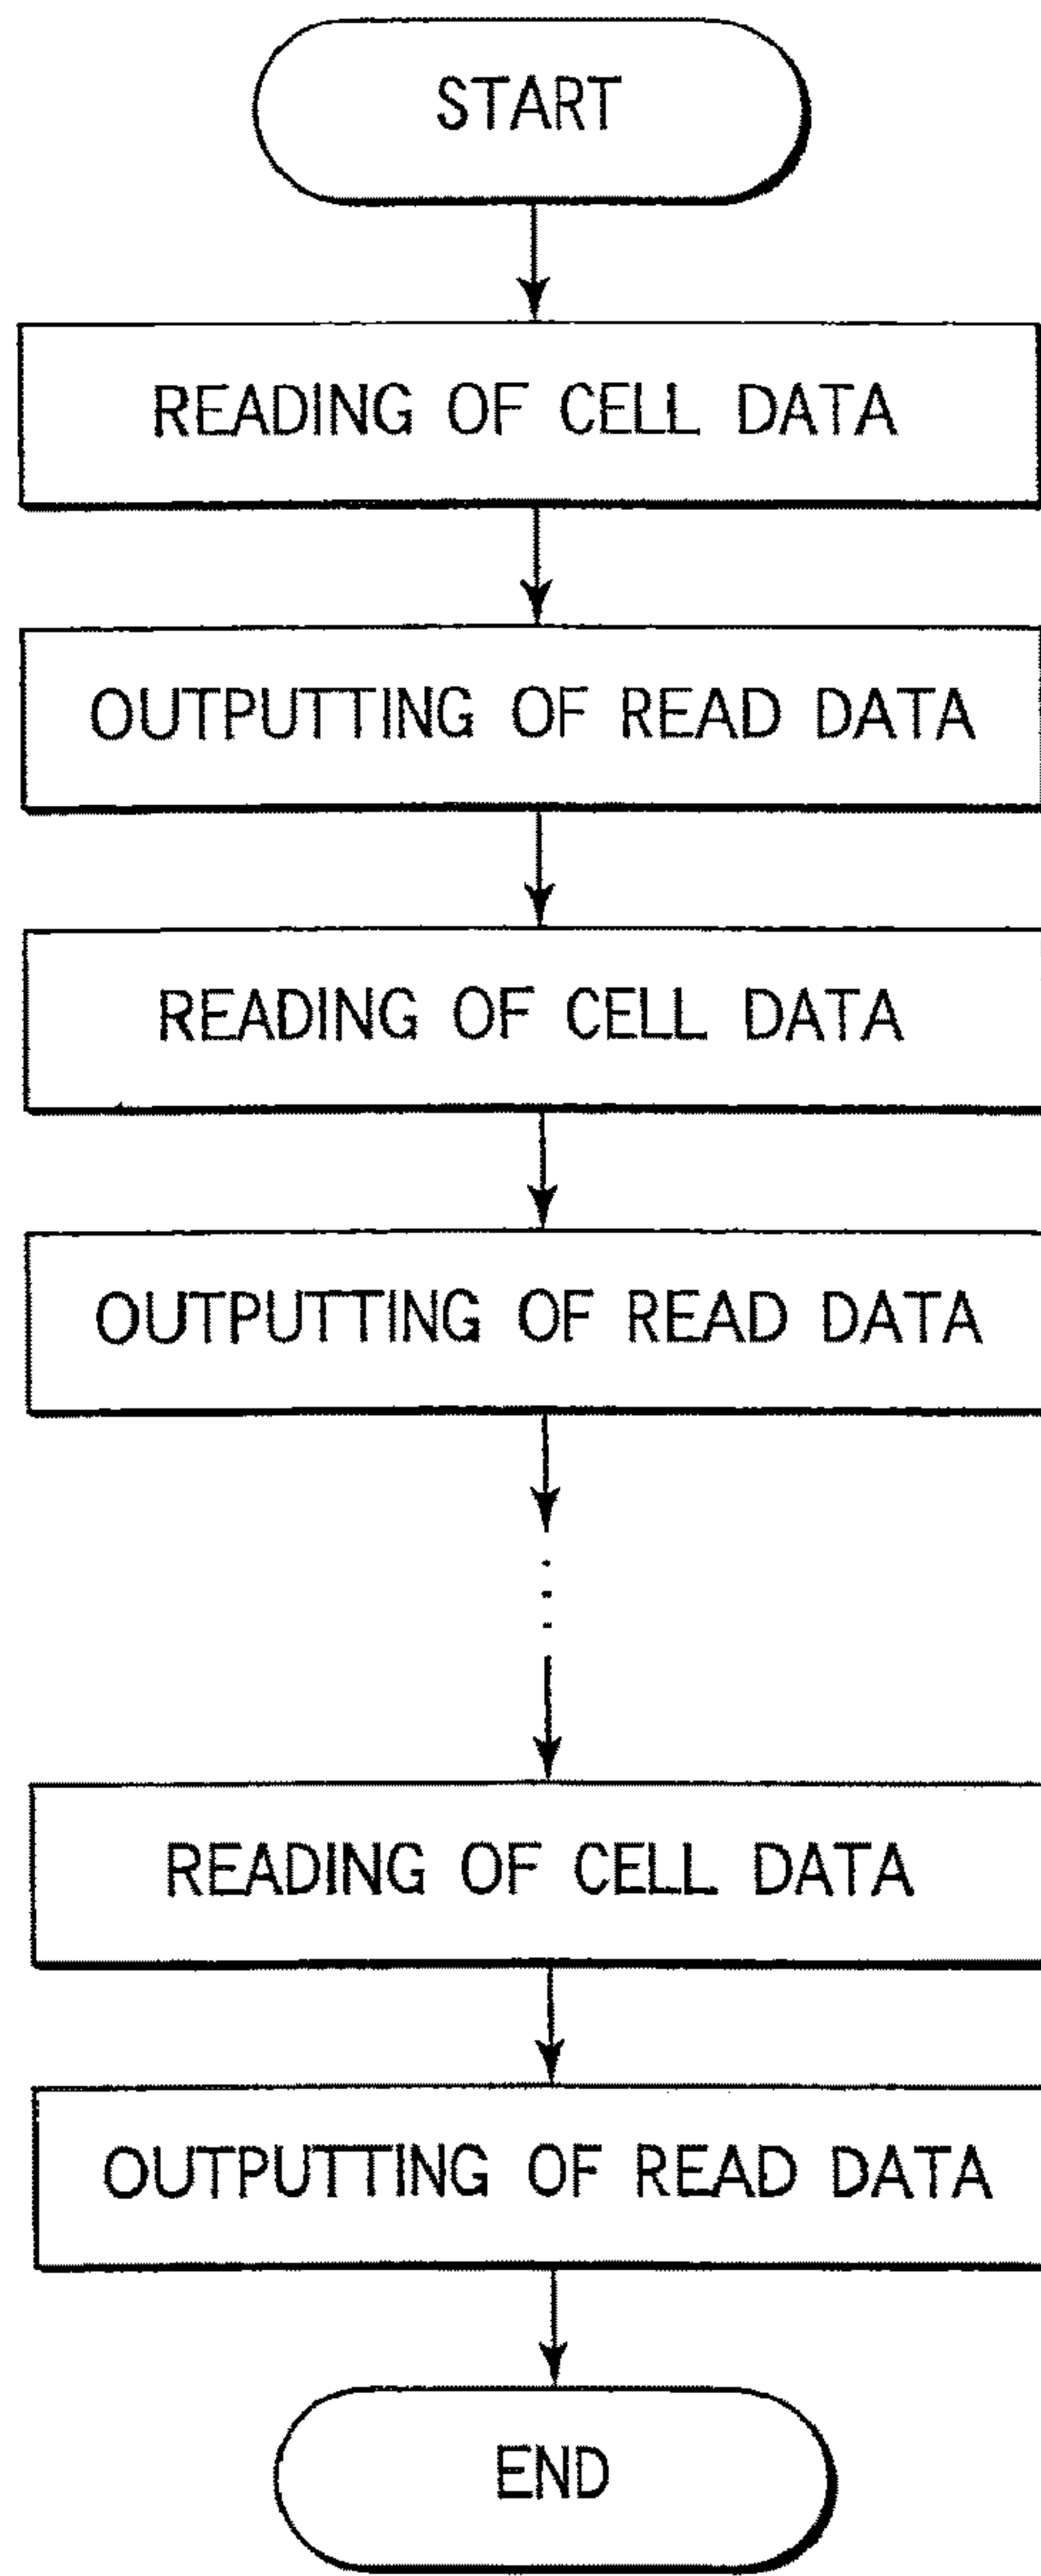 START
READING OF CELL DATA
OUTPUTTING OF READ DATA
READING OF CELL DATA
OUTPUTTING OF READ DATA
READING OF CELL DATA
OUTPUTTING OF READ DATA
END